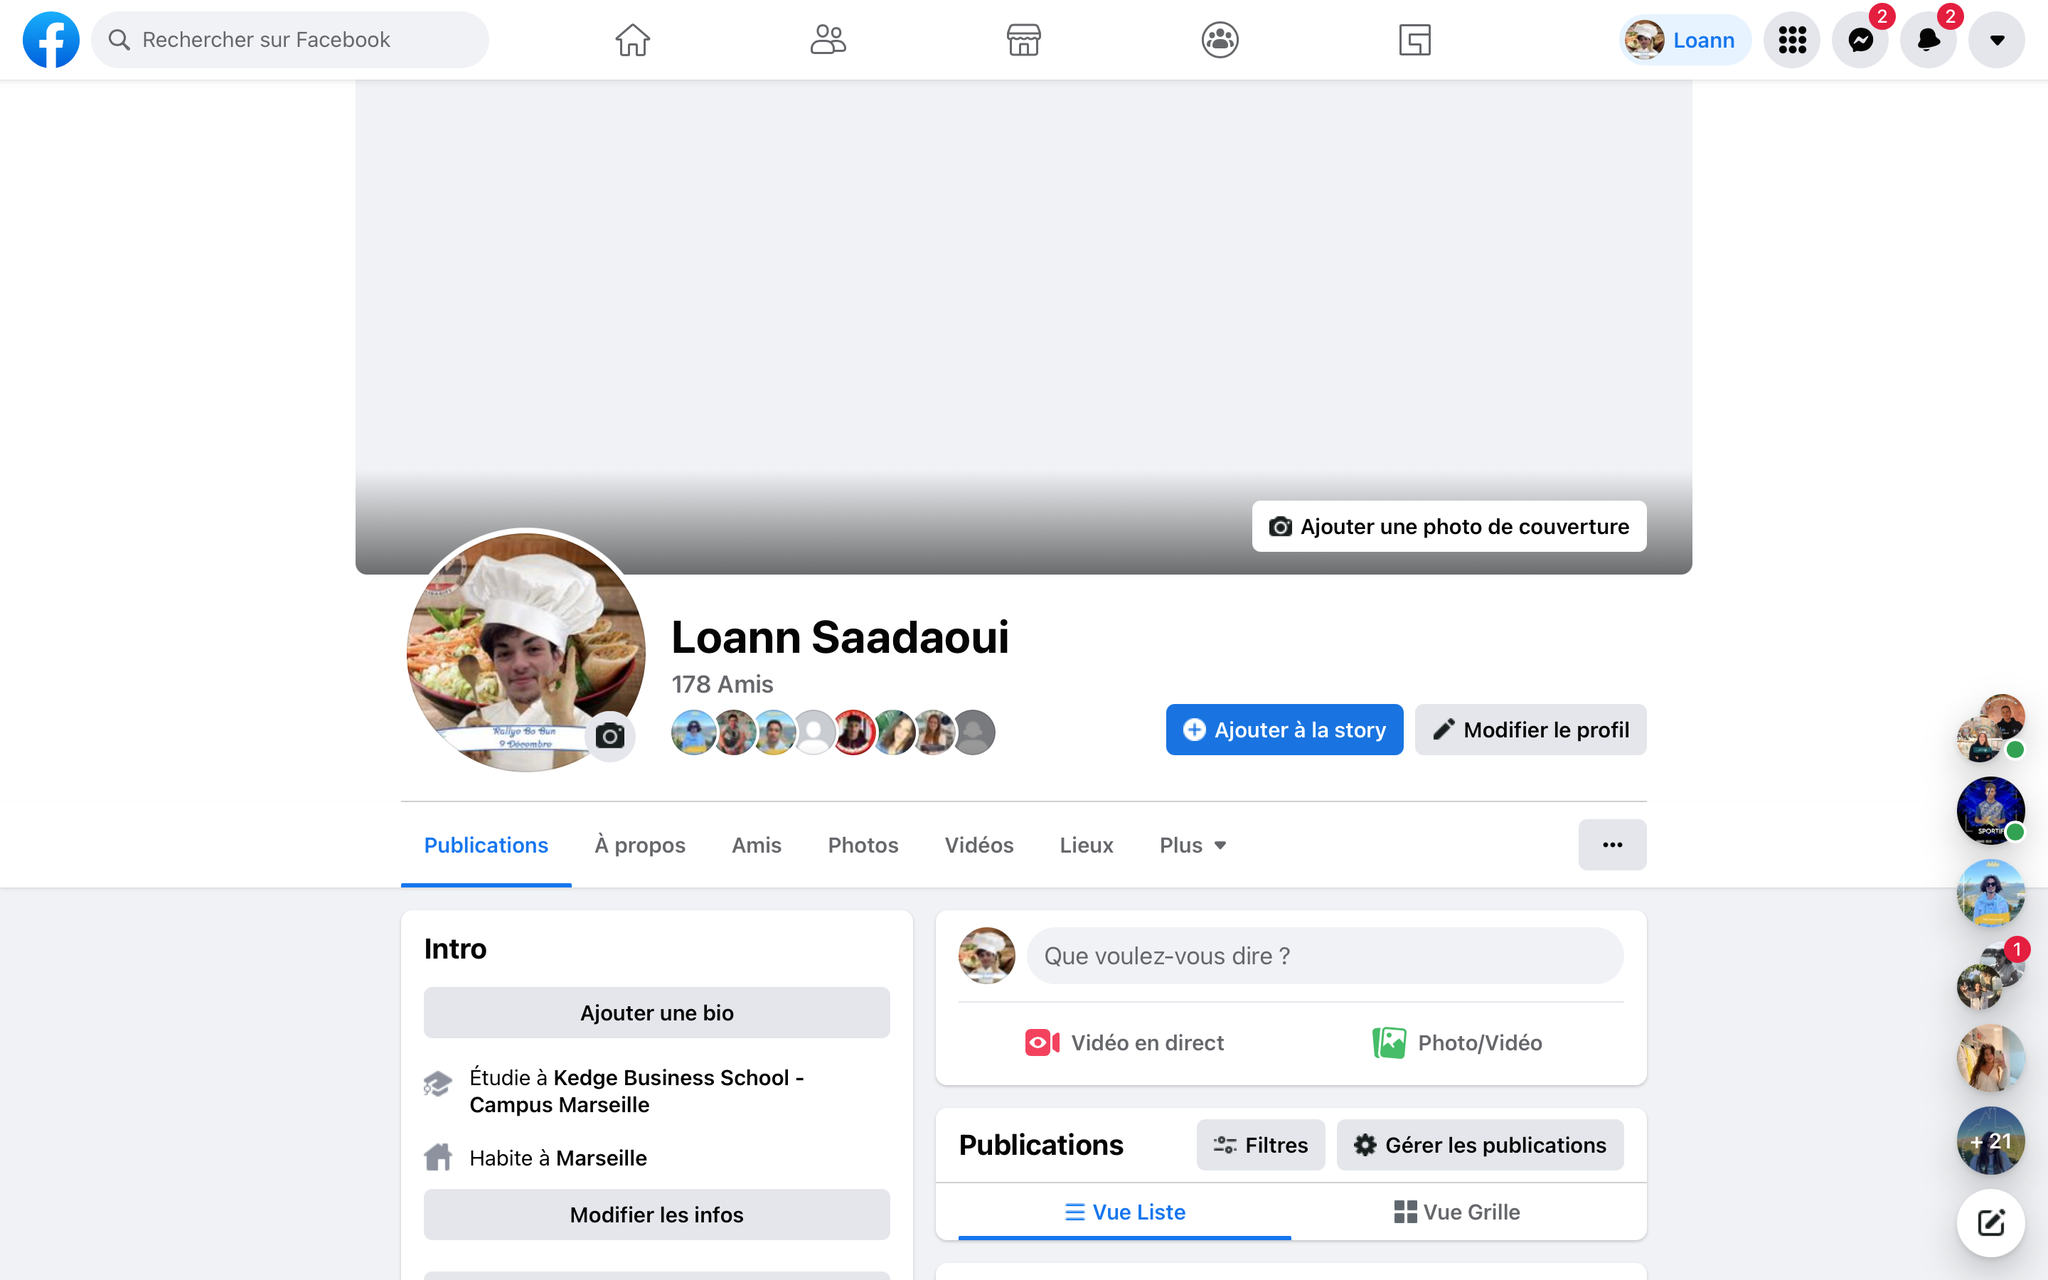 Rechercher sur Facebook
Loann
2
2
Ajouter une photo de couverture
Rallye Bo Bun
9 Décembre
Loann Saadaoui
178 Amis
Ajouter à la story
Modifier le profil
Publications
À propos
Amis
Photos
Vidéos
Lieux
Plus
Intro
Ajouter une bio
Étudie à Kedge Business School -
Campus Marseille
Habite à Marseille
Modifier les infos
Que voulez-vous dire ?
Vidéo en direct
Photo/Vidéo
Publications
Filtres
Gérer les publications
Vue Liste
Vue Grille
SPORTIF
1
+ 21